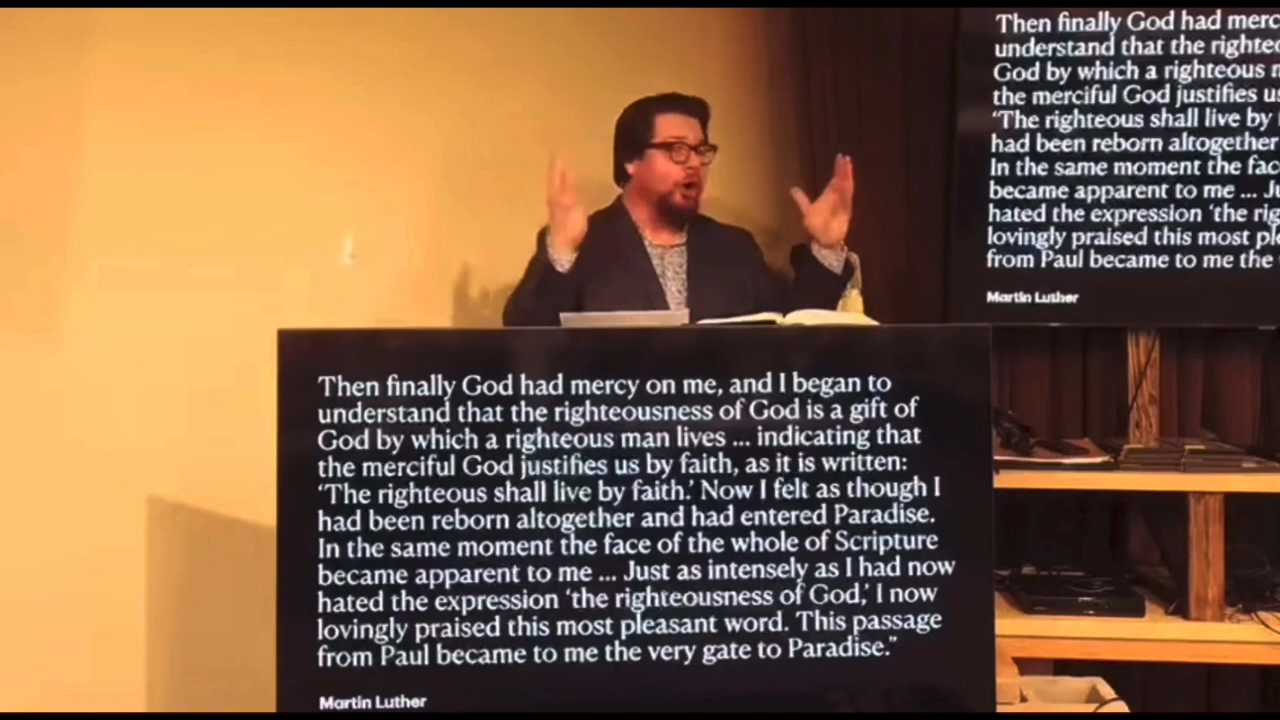 Then finally God had mercy on me, and I began to
understand that the righteousness of God is a gift of
God by which a righteous man lives ... indicating that
the merciful God justifies us by faith, as it is written:
‘The righteous shall live by faith.’ Now I felt as though I
had been reborn altogether and had entered Paradise.
In the same moment the face of the whole of Scripture
became apparent to me ... Just as intensely as I had now
hated the expression ‘the righteousness of God,’ I now
lovingly praised this most pleasant word. This passage
from Paul became to me the very gate to Paradise.”
Martin Luther
Then finally God had
understand that the
God by which a righteous
the merciful God justifies
‘The righteous shall live by
had been reborn altogether
In the same moment the
became apparent to me ...
hated the expression ‘the
lovingly praised this most
from Paul became to me the
Martin Luther